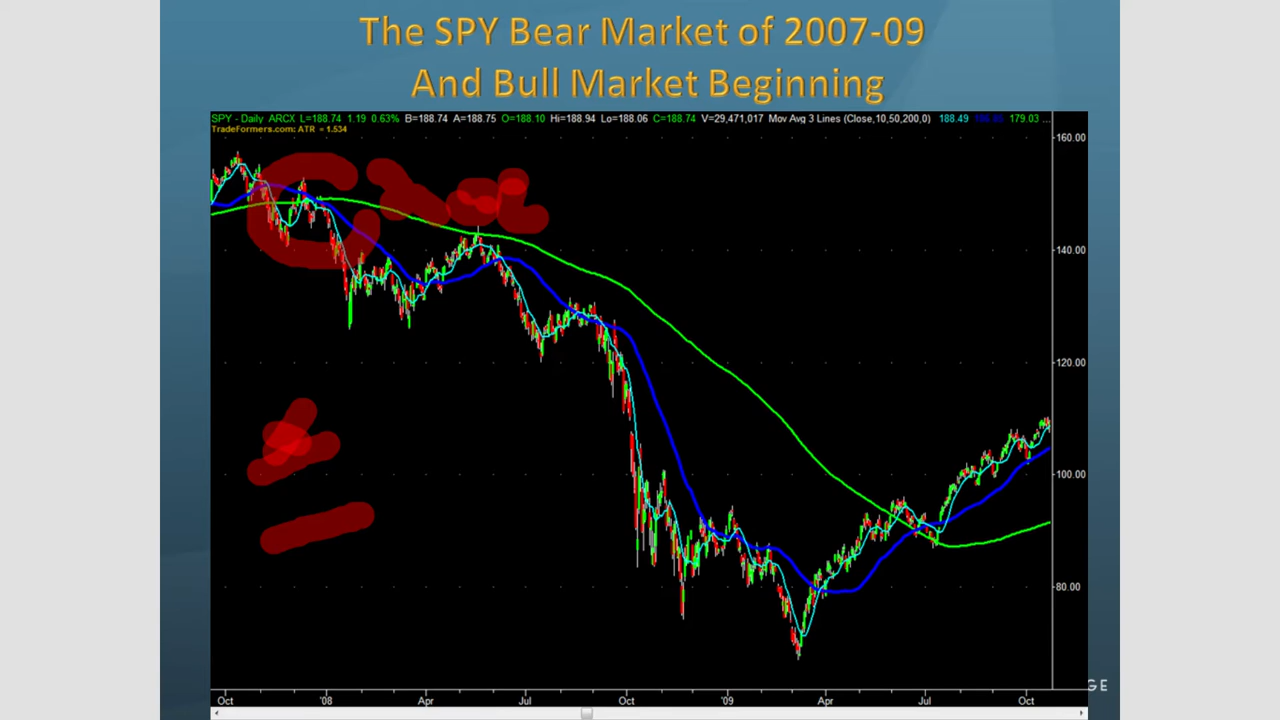 The SPY Bear Market of 2007-09
And Bull Market Beginning
SPY - Daily ARCX L=188.74 1.19 0.63% B=188.74 A=188.75 O=188.10 Hi=188.94 Lo=188.06 C=188.74 V=29,471,017 Mov Avg 3 Lines (Close,10,50,200,0) 188.49 179.03 ...
TradeFormers.com: ATR = 1.534
160.00
140.00
120.00
100.00
80.00
GE
Oct '08 Apr Jul Oct '09 Apr Jul Oct